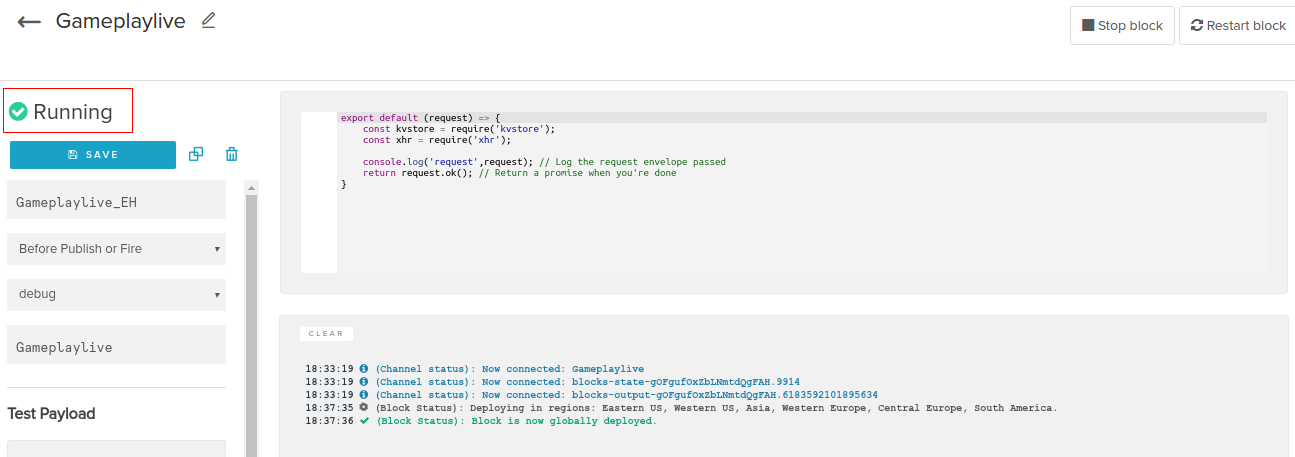 Gameplaylive
Stop block
Restart block
Running
SAVE
Gameplaylive_EH
Before Publish or Fire
debug
Gameplaylive
Test Payload
export default (request) => {
    const kvstore = require('kvstore');
    const xhr = require('xhr');
    console.log('request',request); // Log the request envelope passed
    return request.ok(); // Return a promise when you're done
}
CLEAR
18:33:19 (Channel status): Now connected: Gameplaylive
18:33:19 (Channel status): Now connected: blocks-state-gOFgufOxZbLNmtdQgFAH.9914
18:33:19 (Channel status): Now connected: blocks-output-gOFgufOxZbLNmtdQgFAH.6183592101895634
18:37:35 (Block Status): Deploying in regions: Eastern US, Western US, Asia, Western Europe, Central Europe, South America.
18:37:36 (Block Status): Block is now globally deployed.